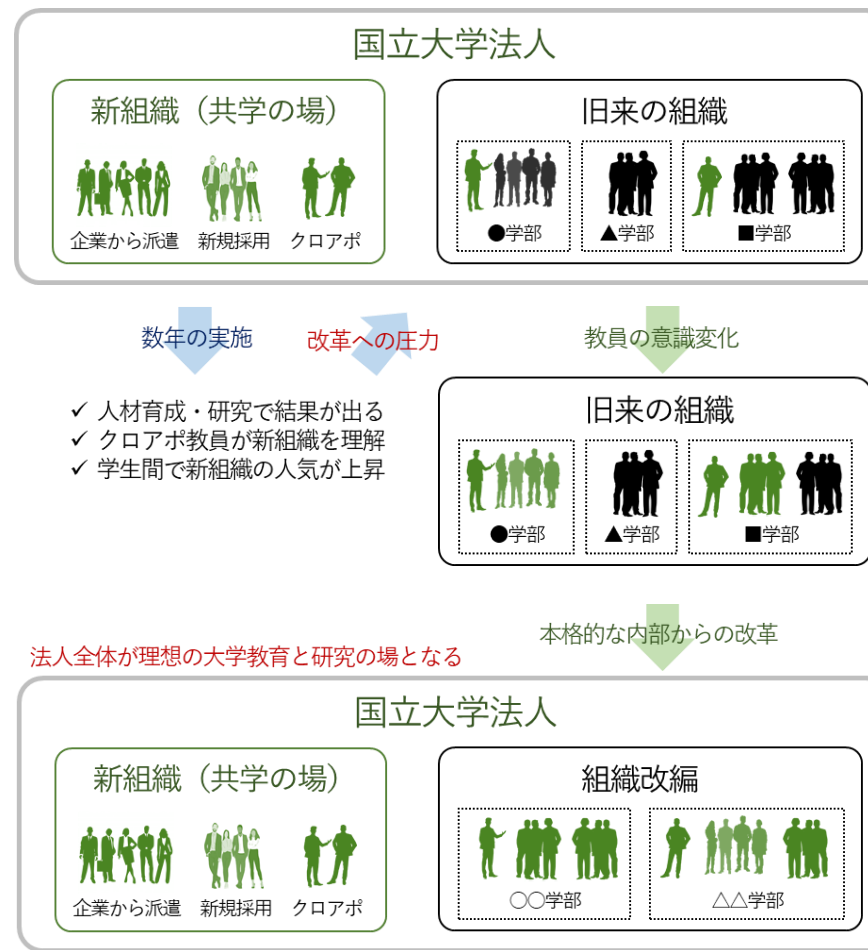 国立大学法人
新組織（共学の場）
企業から派遣
新規採用
クロアポ
旧来の組織
●学部
▲学部
■学部
数年の実施
改革への圧力
教員の意識変化
✓ 人材育成・研究で結果が出る
✓ クロアポ教員が新組織を理解
✓ 学生間で新組織の人気が上昇
旧来の組織
●学部
▲学部
■学部
本格的な内部からの改革
法人全体が理想の大学教育と研究の場となる
国立大学法人
新組織（共学の場）
企業から派遣
新規採用
クロアポ
組織改編
○○学部
△△学部